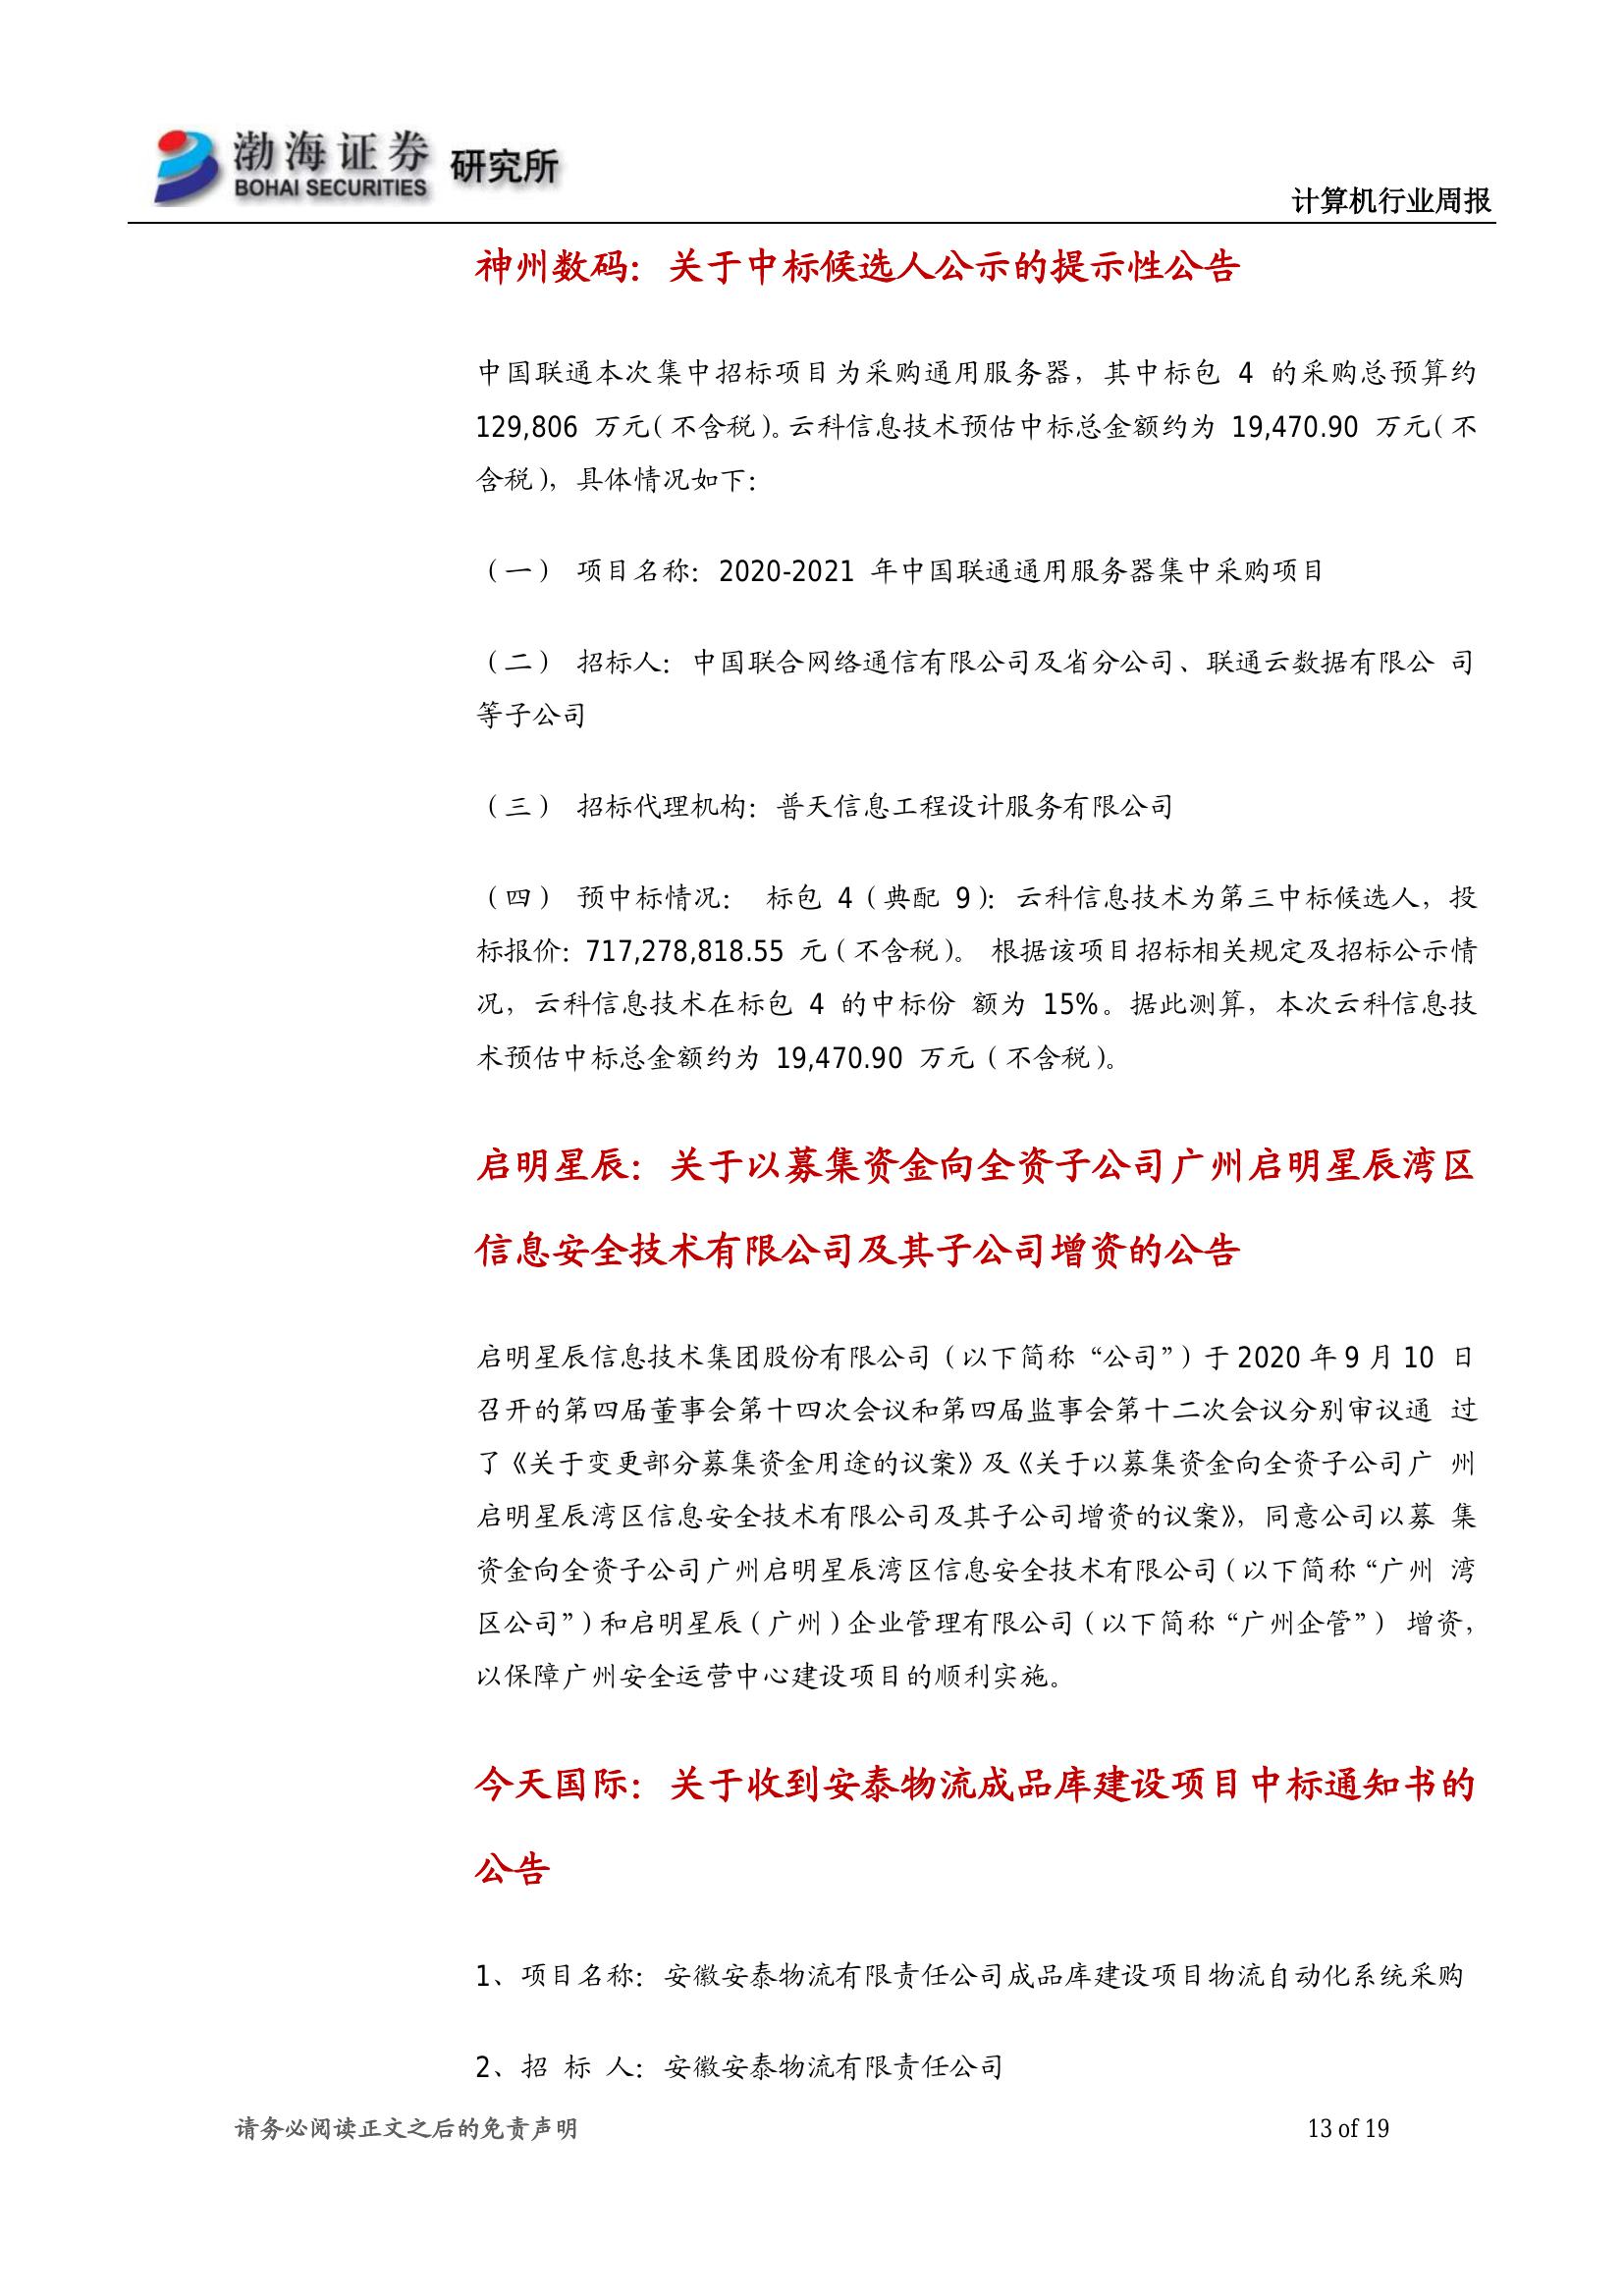 渤海证券 研究所
BOHAI SECURITIES
计算机行业周报
神州数码：关于中标候选人公示的提示性公告
中国联通本次集中招标项目为采购通用服务器，其中标包 4 的采购总预算约
129,806 万元（不含税）。云科信息技术预估中标总金额约为 19,470.90 万元（不
含税），具体情况如下：
（一） 项目名称：2020-2021 年中国联通通用服务器集中采购项目
（二） 招标人：中国联合网络通信有限公司及省分公司、联通云数据有限公 司
等子公司
（三） 招标代理机构：普天信息工程设计服务有限公司
（四） 预中标情况： 标包 4（典配 9）：云科信息技术为第三中标候选人，投
标报价：717,278,818.55 元（不含税）。 根据该项目招标相关规定及招标公示情
况，云科信息技术在标包 4 的中标份 额为 15%。据此测算，本次云科信息技
术预估中标总金额约为 19,470.90 万元（不含税）。
启明星辰：关于以募集资金向全资子公司广州启明星辰湾区
信息安全技术有限公司及其子公司增资的公告
启明星辰信息技术集团股份有限公司（以下简称“公司”）于 2020 年 9 月 10 日
召开的第四届董事会第十四次会议和第四届监事会第十二次会议分别审议通 过
了《关于变更部分募集资金用途的议案》及《关于以募集资金向全资子公司广 州
启明星辰湾区信息安全技术有限公司及其子公司增资的议案》，同意公司以募 集
资金向全资子公司广州启明星辰湾区信息安全技术有限公司（以下简称“广州 湾
区公司”）和启明星辰（广州）企业管理有限公司（以下简称“广州企管”） 增资，
以保障广州安全运营中心建设项目的顺利实施。
今天国际：关于收到安泰物流成品库建设项目中标通知书的
公告
1、项目名称：安徽安泰物流有限责任公司成品库建设项目物流自动化系统采购
2、招 标 人：安徽安泰物流有限责任公司
请务必阅读正文之后的免责声明
13 of 19